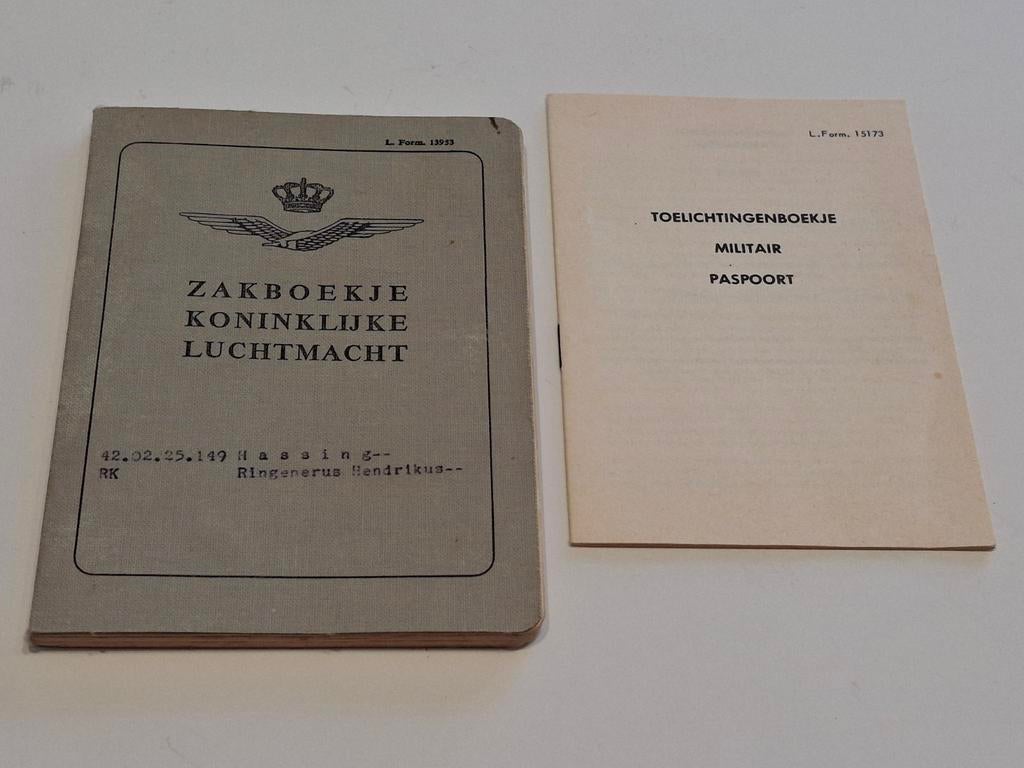 L. Form. 13953
ZAKBOEKJE
KONINKLIJKE
LUCHTMACHT
42.02.25.149 H a s s i n g--
RK Ringenerus Hendrikus--
L.Form. 15173
TOELICHTINGENBOEKJE
MILITAIR
PASPOORT